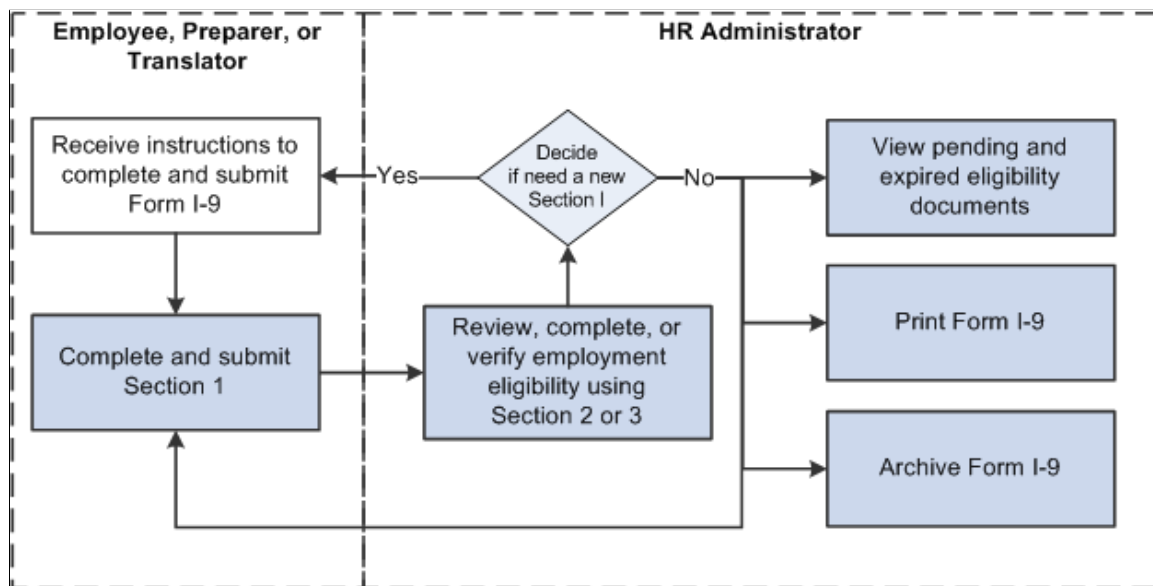 Employee, Preparer, or
Translator
HR Administrator
Receive instructions to
complete and submit
Form I-9
Yes
Decide
if need a new
Section I
No
View pending and
expired eligibility
documents
Complete and submit
Section 1
Review, complete, or
verify employment
eligibility using
Section 2 or 3
Print Form I-9
Archive Form I-9